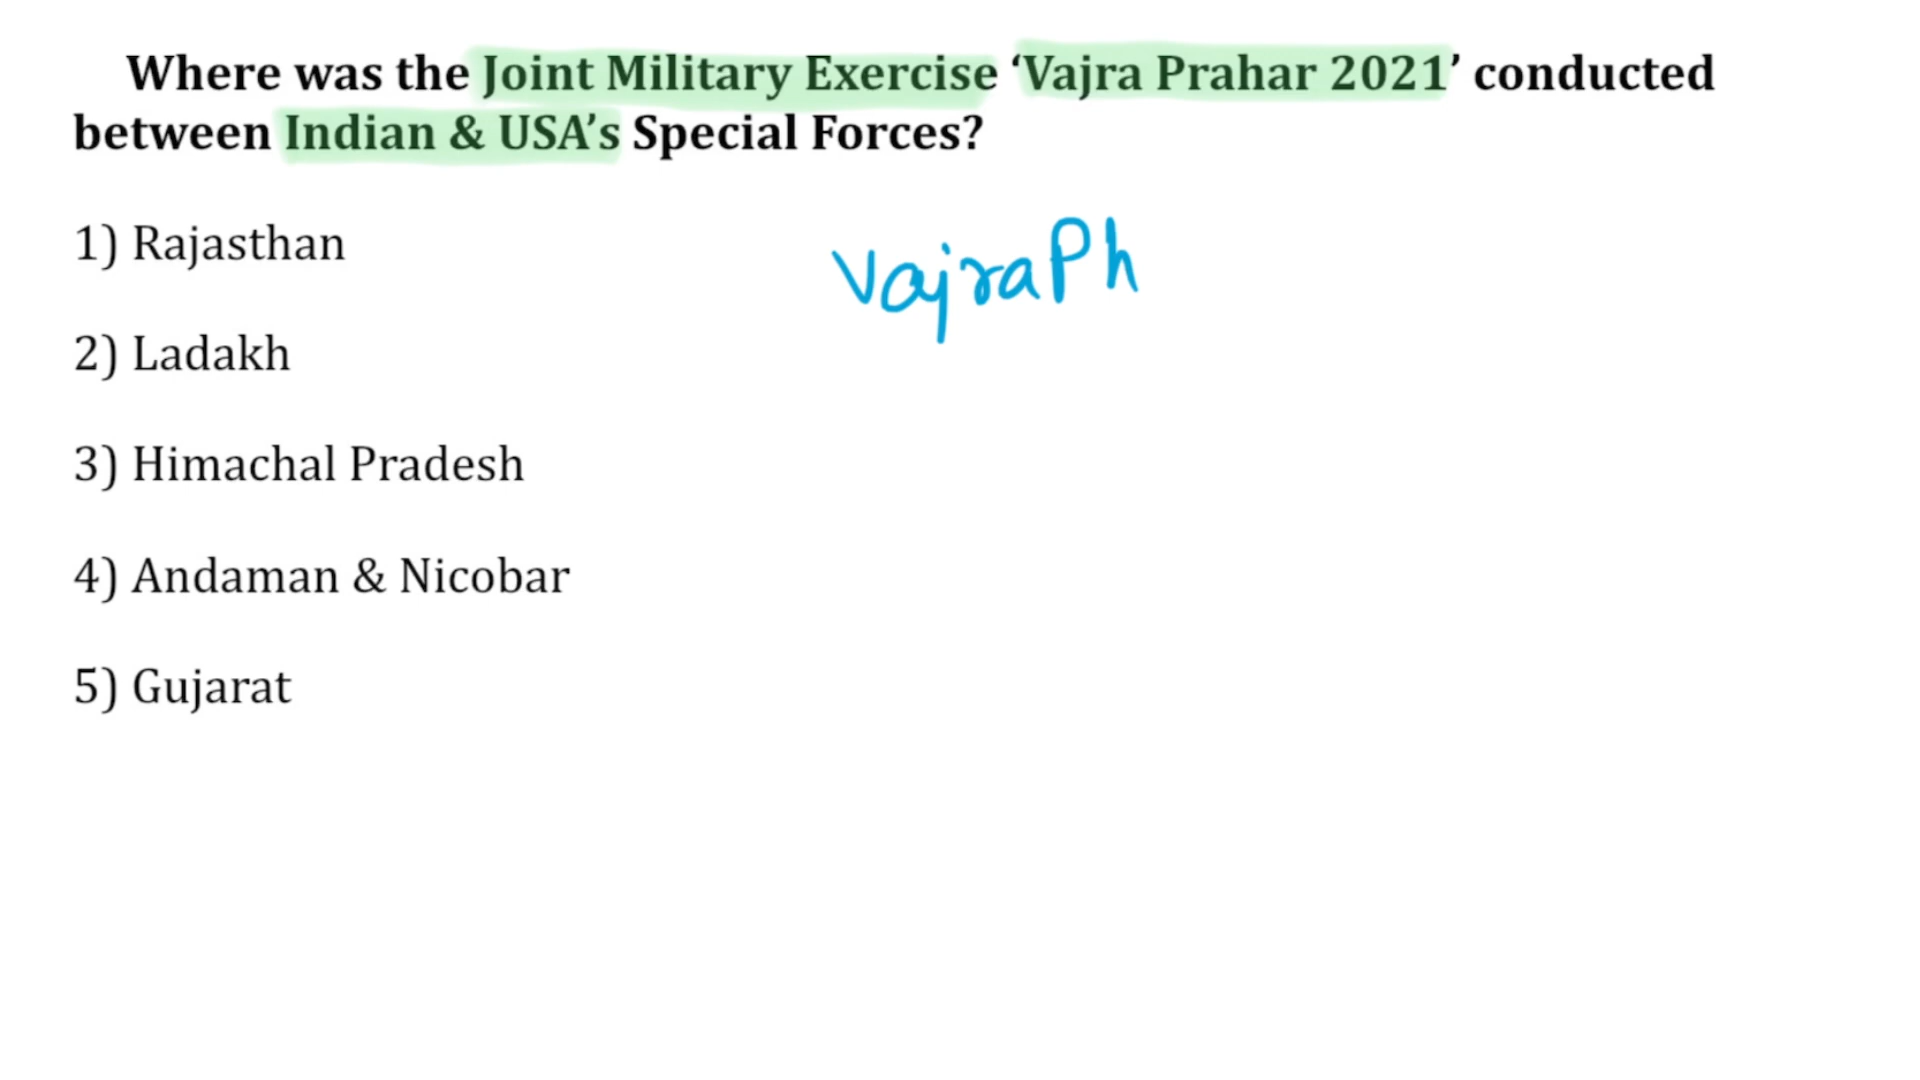 Where was the Joint Military Exercise ‘Vajra Prahar 2021’ conducted
between Indian & USA’s Special Forces?
1) Rajasthan
VajraPh
2) Ladakh
3) Himachal Pradesh
4) Andaman & Nicobar
5) Gujarat